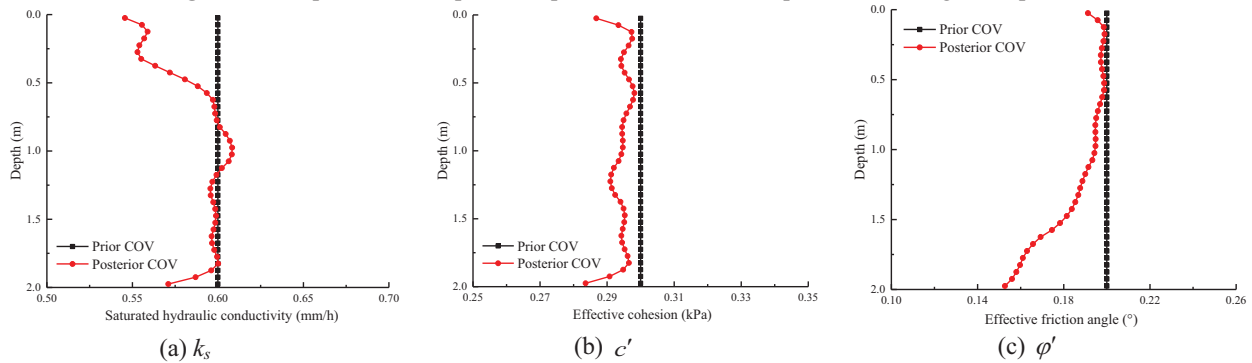 0.0
0.5
1.0
1.5
2.0
Depth (m)
Prior COV
Posterior COV
0.50 0.55 0.60 0.65 0.70
Saturated hydraulic conductivity (mm/h)
(a) kₛ
0.0
0.5
1.0
1.5
2.0
Depth (m)
Prior COV
Posterior COV
0.25 0.27 0.29 0.31 0.33 0.35
Effective cohesion (kPa)
(b) c′
0.0
0.5
1.0
1.5
2.0
Depth (m)
Prior COV
Posterior COV
0.10 0.14 0.18 0.22 0.26
Effective friction angle (°)
(c) φ′